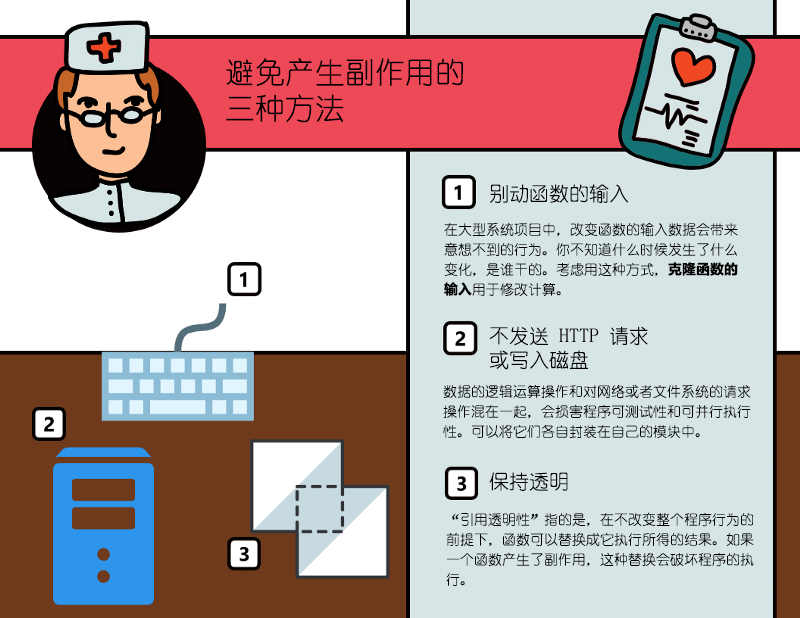 避免产生副作用的
三种方法
1 别动函数的输入
在大型系统项目中，改变函数的输入数据会带来
意想不到的行为。你不知道什么时候发生了什么
变化，是谁干的。考虑用这种方式，克隆函数的
输入用于修改计算。
2 不发送 HTTP 请求
或写入磁盘
数据的逻辑运算操作和对网络或者文件系统的请求
操作混在一起，会损害程序可测试性和可并行执行
性。可以将它们各自封装在自己的模块中。
3 保持透明
“引用透明性”指的是，在不改变整个程序行为的
前提下，函数可以替换成它执行所得的结果。如果
一个函数产生了副作用，这种替换会破坏程序的执
行。
1
2
3